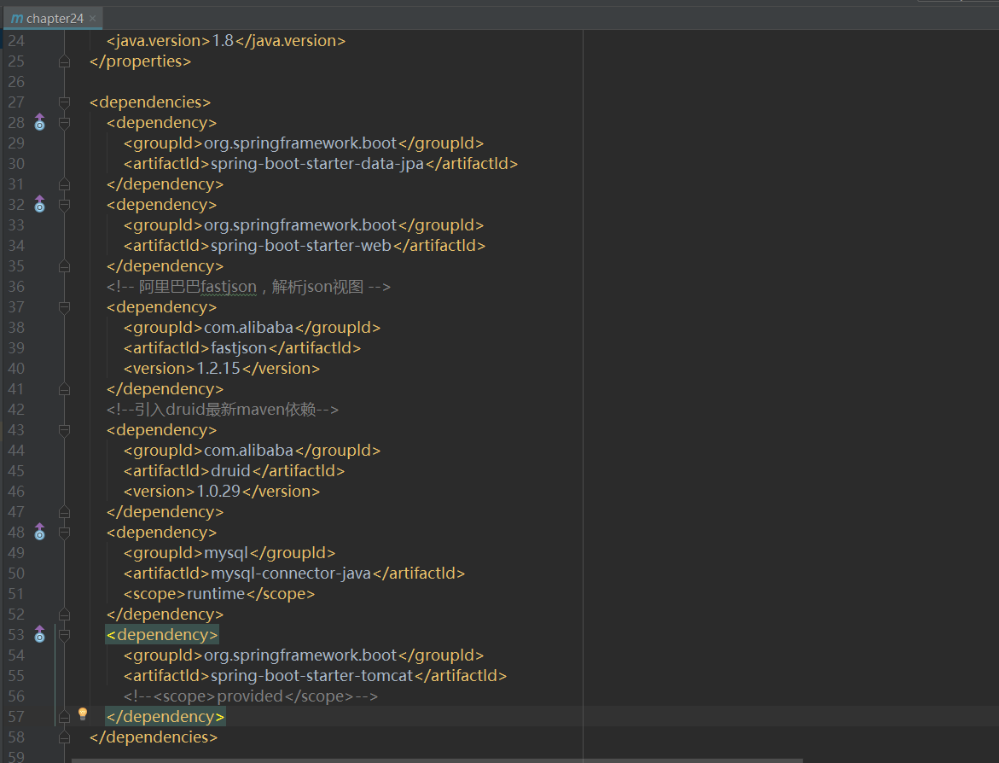 m chapter24 ×
24 <java.version>1.8</java.version>
25 </properties>
26
27 <dependencies>
28 <dependency>
29 <groupId>org.springframework.boot</groupId>
30 <artifactId>spring-boot-starter-data-jpa</artifactId>
31 </dependency>
32 <dependency>
33 <groupId>org.springframework.boot</groupId>
34 <artifactId>spring-boot-starter-web</artifactId>
35 </dependency>
36 <!-- 阿里巴巴fastjson，解析json视图 -->
37 <dependency>
38 <groupId>com.alibaba</groupId>
39 <artifactId>fastjson</artifactId>
40 <version>1.2.15</version>
41 </dependency>
42 <!--引入druid最新maven依赖-->
43 <dependency>
44 <groupId>com.alibaba</groupId>
45 <artifactId>druid</artifactId>
46 <version>1.0.29</version>
47 </dependency>
48 <dependency>
49 <groupId>mysql</groupId>
50 <artifactId>mysql-connector-java</artifactId>
51 <scope>runtime</scope>
52 </dependency>
53 <dependency>
54 <groupId>org.springframework.boot</groupId>
55 <artifactId>spring-boot-starter-tomcat</artifactId>
56 <!--<scope>provided</scope>-->
57 </dependency>
58 </dependencies>
59